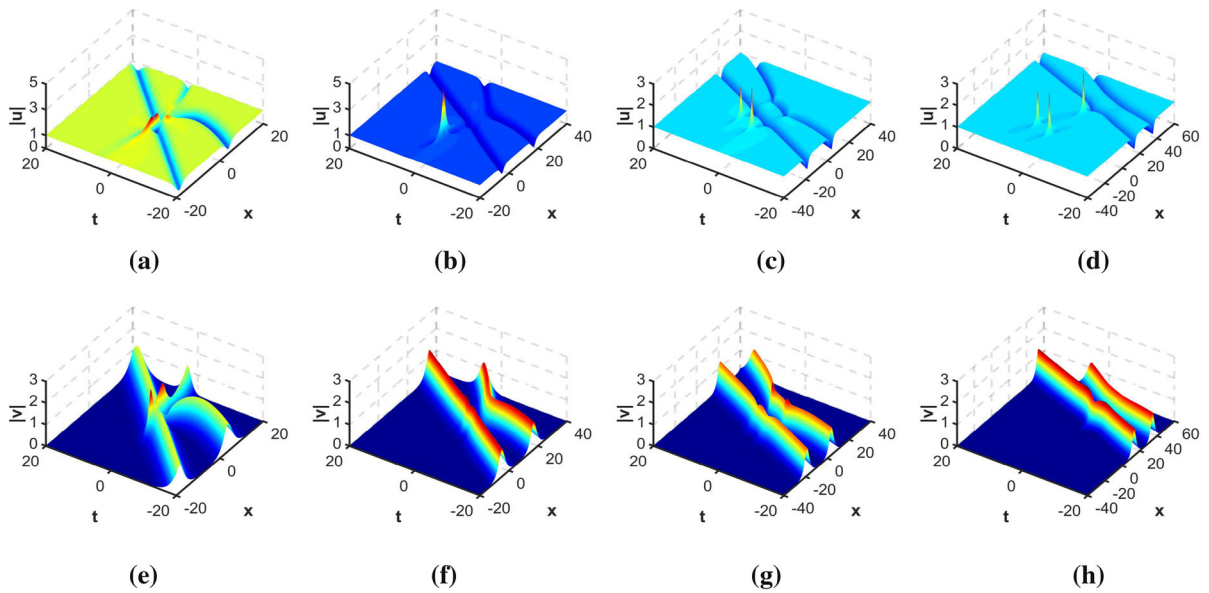 |u| 5 3 1 0 20 0 -20 t -20 0 20 x
(a)
|u| 5 3 1 0 20 0 -20 t -20 0 20 40 x
(b)
|u| 3 2 1 0 20 0 -20 t -40 -20 0 20 40 x
(c)
|u| 3 2 1 0 20 0 -20 t -40 -20 0 20 40 60 x
(d)
|v| 3 2 1 0 20 0 -20 t -20 0 20 x
(e)
|v| 3 2 1 0 20 0 -20 t -20 0 20 40 x
(f)
|v| 3 2 1 0 20 0 -20 t -40 -20 0 20 40 x
(g)
|v| 3 2 1 0 20 0 -20 t -40 -20 0 20 40 60 x
(h)